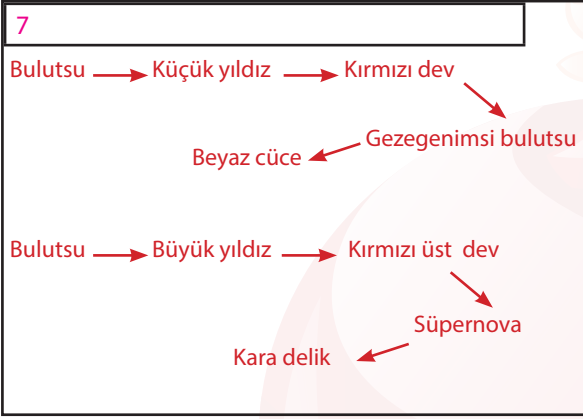 7
Bulutsu Küçük yıldız Kırmızı dev
Gezegenimsi bulutsu
Beyaz cüce
Bulutsu Büyük yıldız Kırmızı üst dev
Süpernova
Kara delik